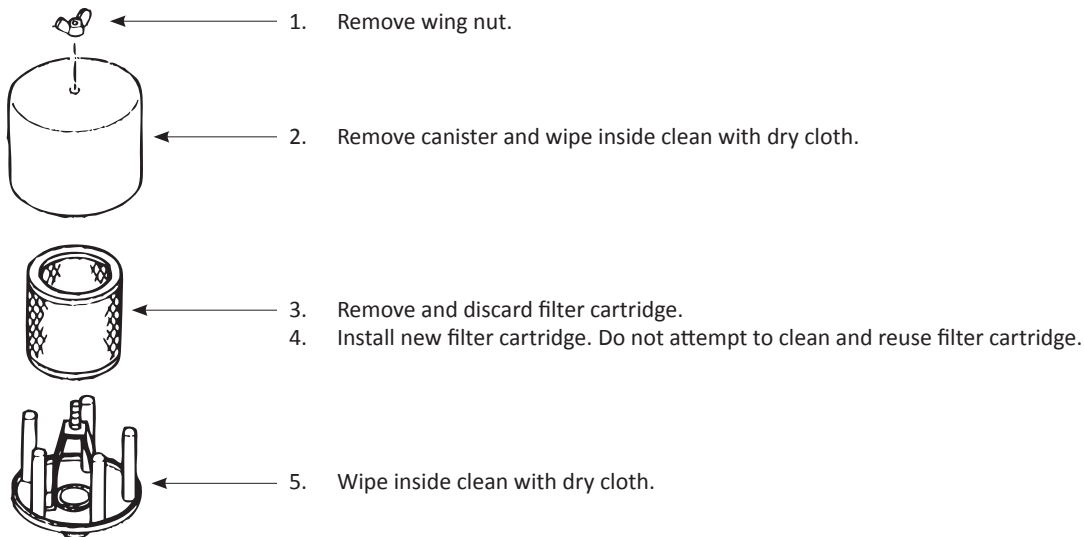 1. Remove wing nut.
2. Remove canister and wipe inside clean with dry cloth.
3. Remove and discard filter cartridge.
4. Install new filter cartridge. Do not attempt to clean and reuse filter cartridge.
5. Wipe inside clean with dry cloth.